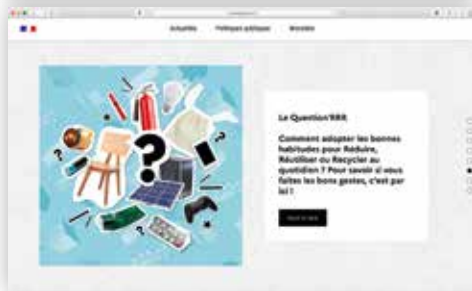 Actualités Politiques publiques Ministère
Le Question'RRR
Comment adopter les bonnes
habitudes pour Réduire,
Réutiliser ou Recycler au
quotidien ? Pour savoir si vous
faites les bons gestes, c'est par
ici !